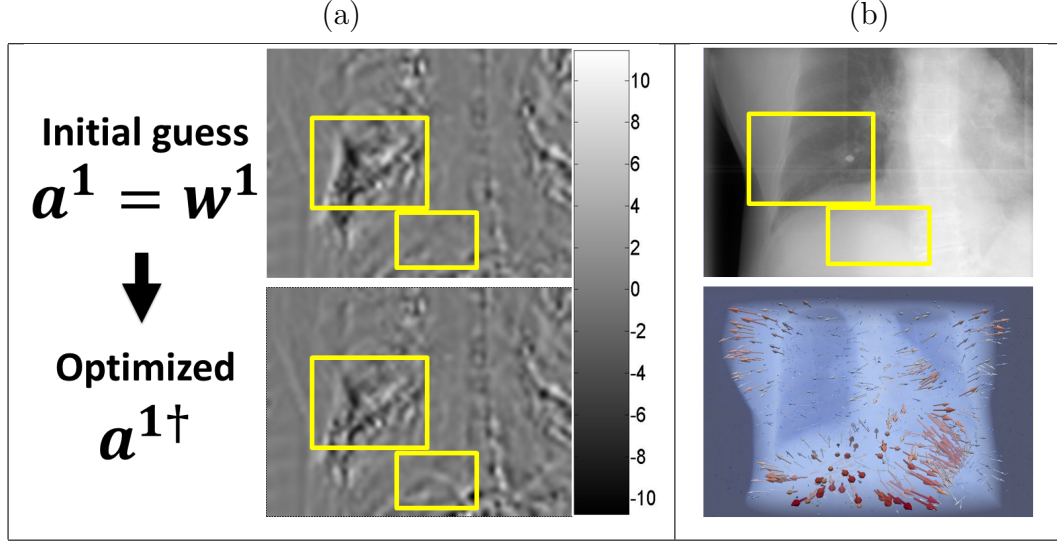 (a)
(b)
Initial guess
a¹ = w¹
Optimized
a¹†
10
8
6
4
2
0
-2
-4
-6
-8
-10